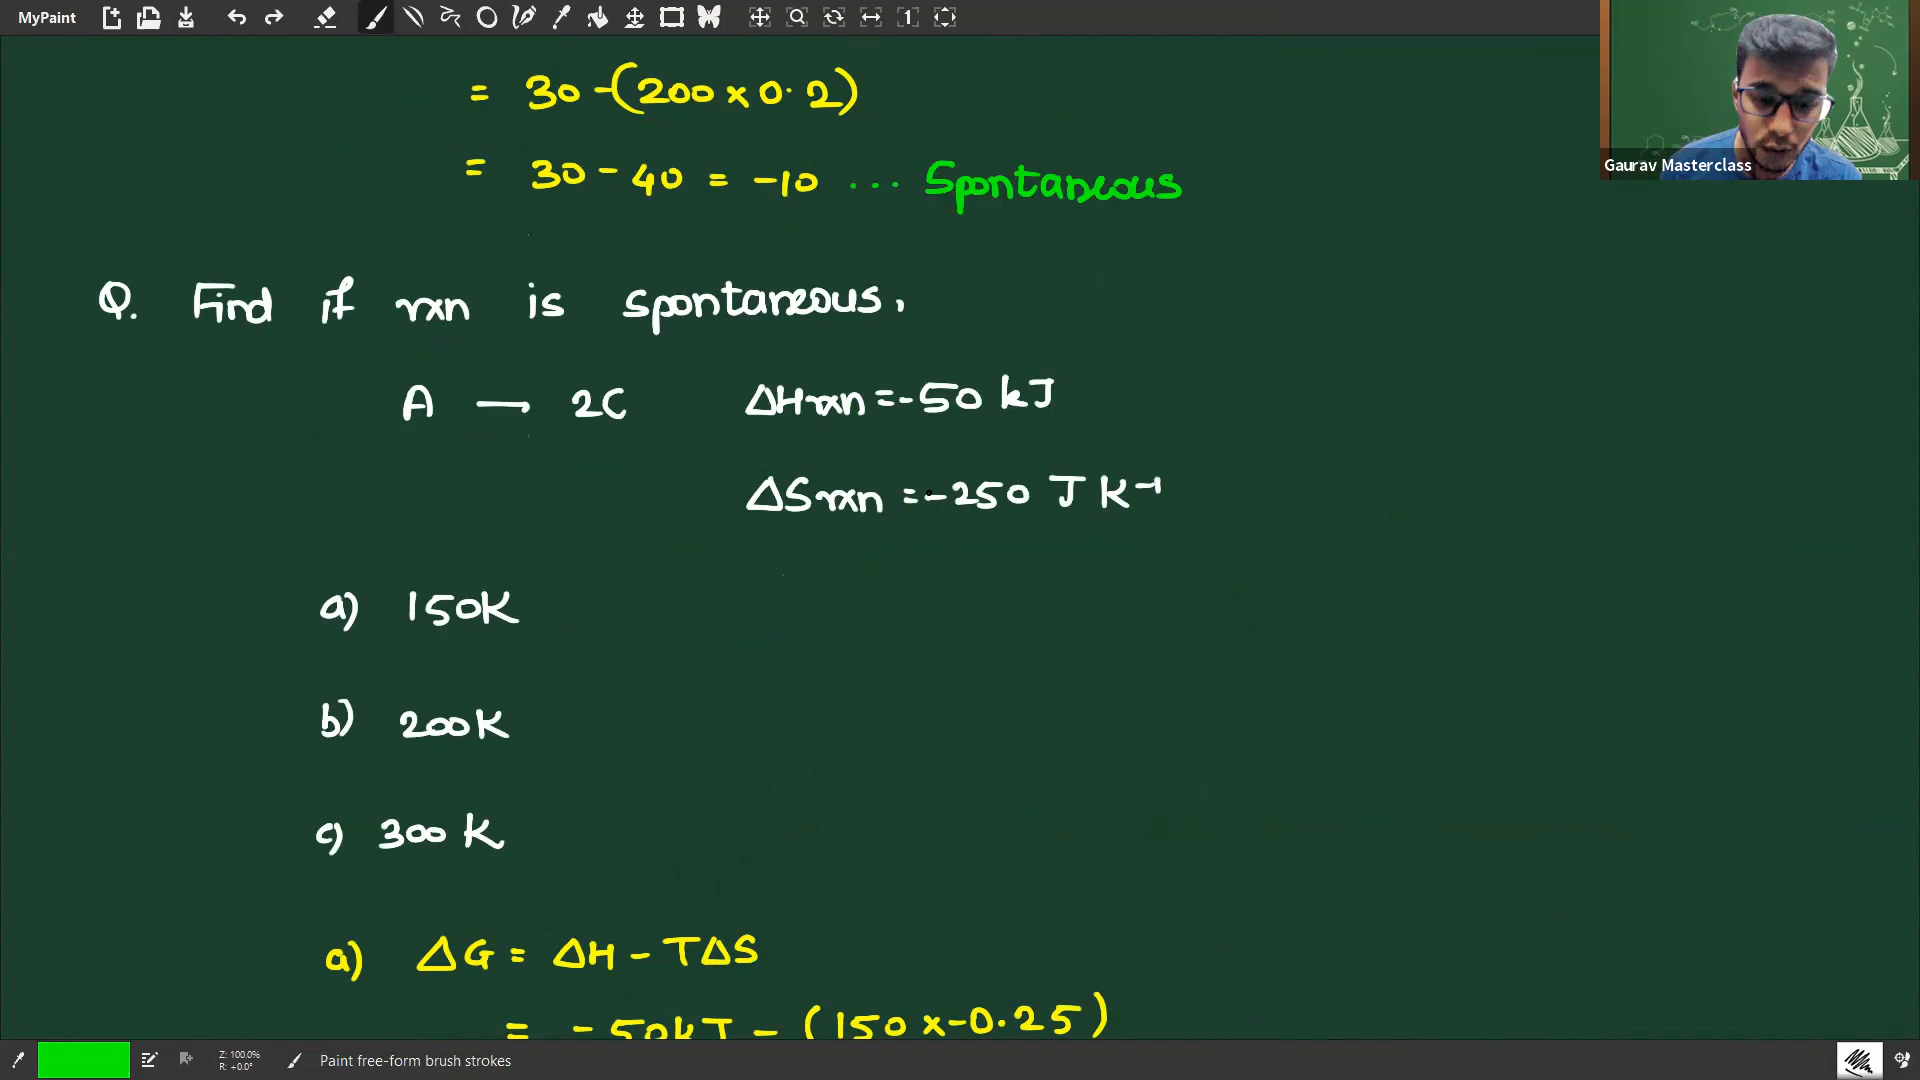 MyPaint
= 30 - (200 x 0.2)
= 30 - 40 = -10 ... Spontaneous
Gaurav Masterclass
Q. Find if rxn is spontaneous.
A → 2C ΔHrxn = -50 kJ
ΔSrxn = -250 J K⁻¹
a) 150K
b) 200K
c) 300 K
a) ΔG = ΔH - TΔS
= - 50kJ - (150 x -0.25)
Z: 100.0%
R: +0.0°
Paint free-form brush strokes